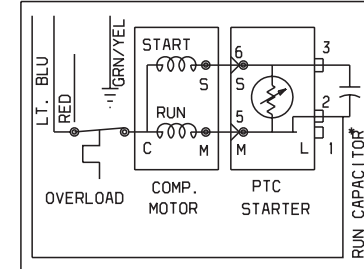 LT. BLU
RED
GRN/YEL
START
S
RUN
C
M
COMP.
MOTOR
OVERLOAD
6
S
5
M
L
PTC
STARTER
3
2
1
*
RUN CAPACITOR